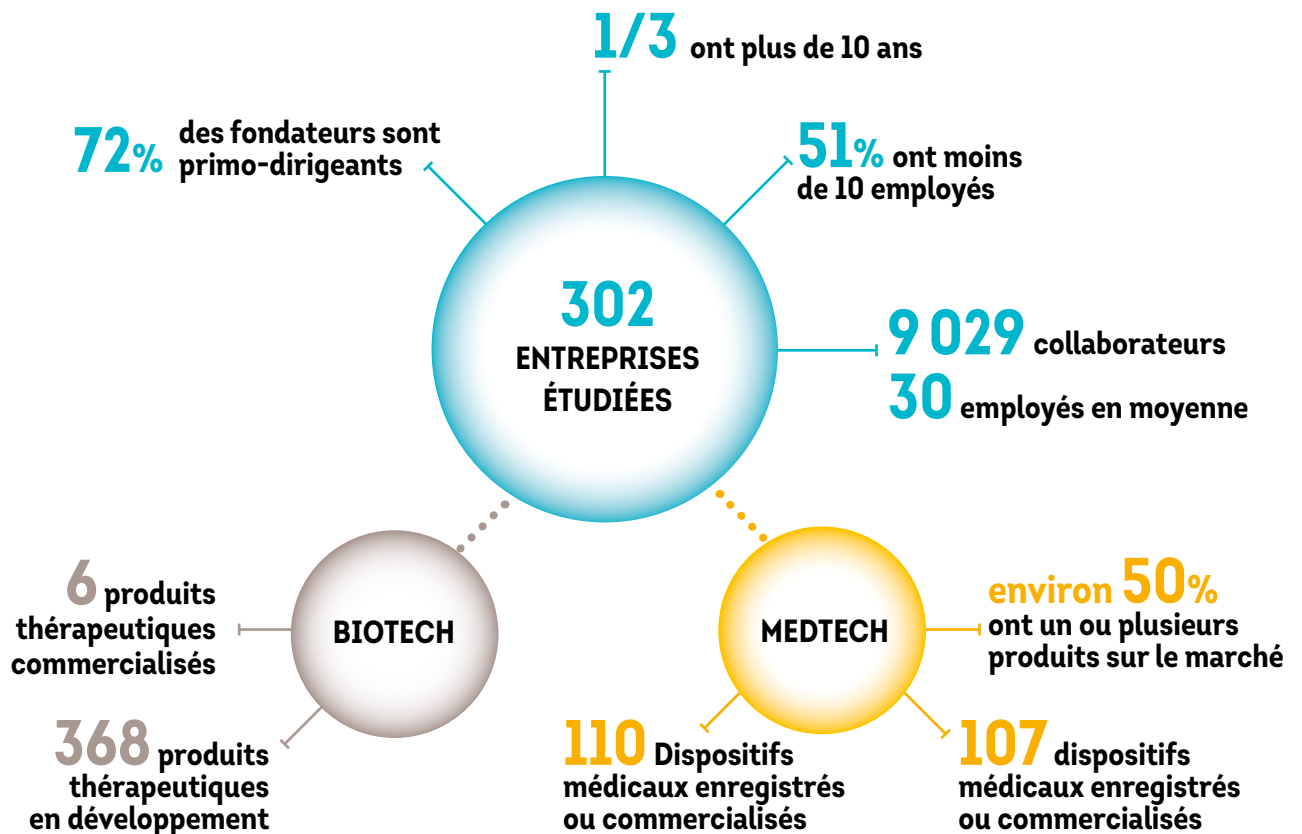 1/3 ont plus de 10 ans
72% des fondateurs sont
primo-dirigeants
51% ont moins
de 10 employés
302
ENTREPRISES
ÉTUDIÉES
9 029 collaborateurs
30 employés en moyenne
BIOTECH
6 produits
thérapeutiques
commercialisés
368 produits
thérapeutiques
en développement
MEDTECH
environ 50%
ont un ou plusieurs
produits sur le marché
110 Dispositifs
médicaux enregistrés
ou commercialisés
107 dispositifs
médicaux enregistrés
ou commercialisés